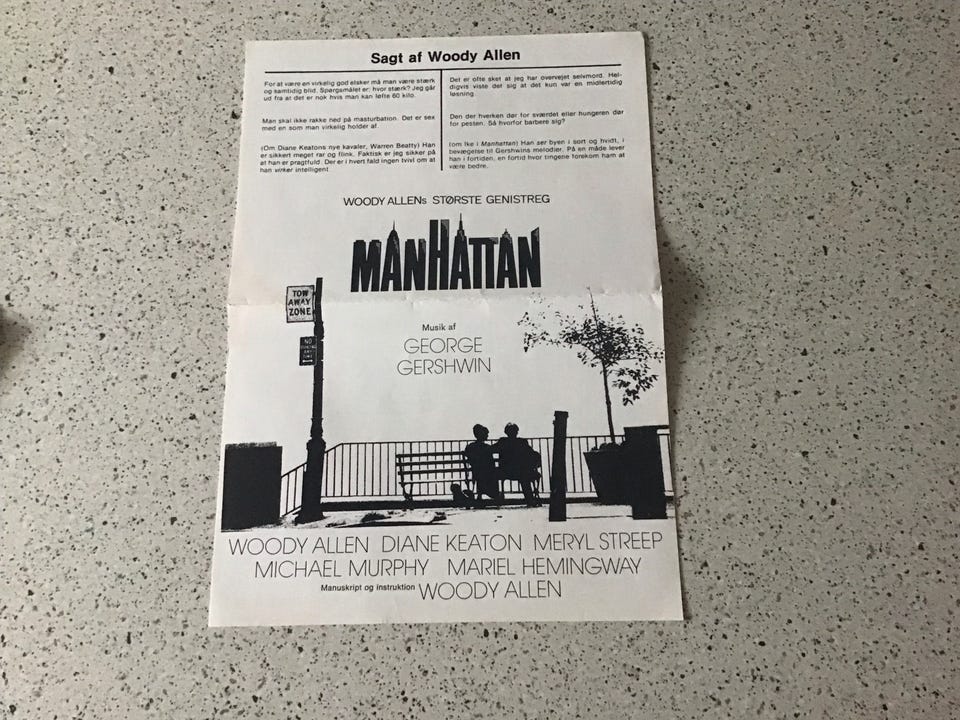 Sagt af Woody Allen
For at være en virkelig god elsker må man være stærk
og samtidig blid. Spørgsmålet er: hvor stærk? Jeg går
ud fra at det er nok hvis man kan løfte 60 kilo.
Man skal ikke rakke ned på masturbation. Det er sex
med en som man virkelig holder af.
(Om Diane Keatons nye kavaler, Warren Beatty) Han
er sikkert meget rar og flink. Faktisk er jeg sikker på
at han er pragtfuld. Der er i hvert fald ingen tvivl om at
han virker intelligent
Det er ofte sket at jeg har overvejet selvmord. Hel-
digvis viste det sig at det kun var en midlertidig
løsning.
Den der hverken dør for sværdet eller hungeren dør
for pesten. Så hvorfor barbere sig?
(om Ike i Manhattan) Han ser byen i sort og hvidt, i
bevægelse til Gershwins melodier. På en måde lever
han i fortiden, en fortid hvor tingene forekom ham at
være bedre.
WOODY ALLENs STØRSTE GENISTREG
MANHATTAN
TOW
AWAY
ZONE
NO
Musik af
GEORGE
GERSHWIN
WOODY ALLEN DIANE KEATON MERYL STREEP
MICHAEL MURPHY MARIEL HEMINGWAY
Manuskript og instruktion WOODY ALLEN